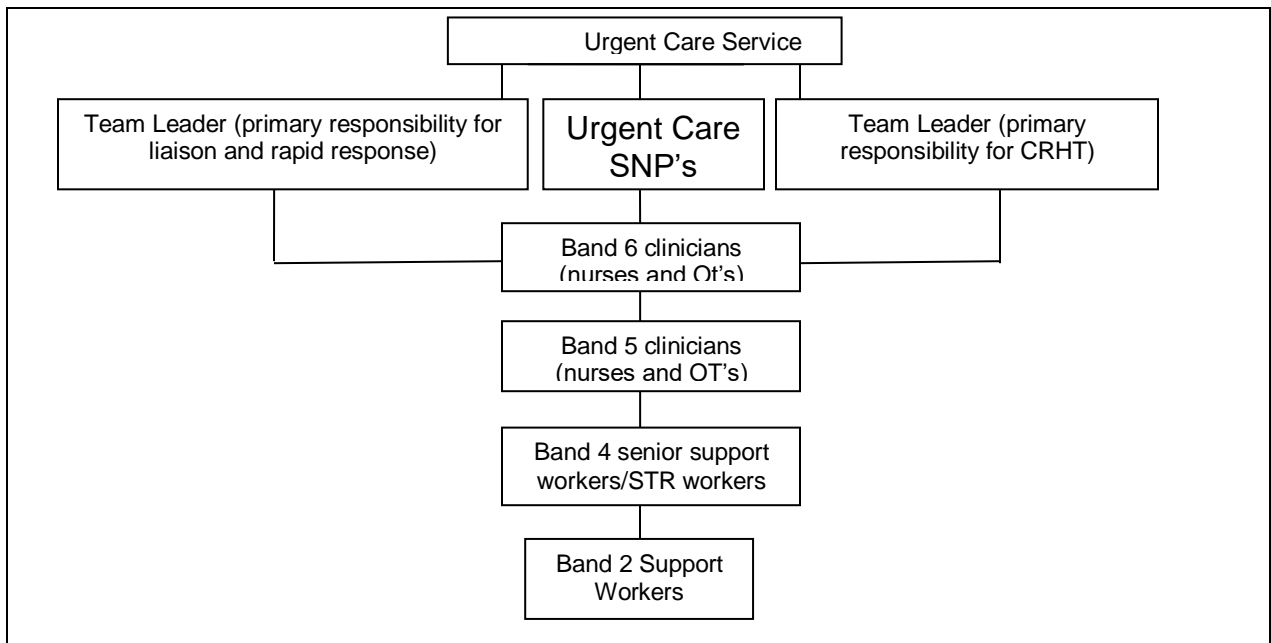 Urgent Care Service
Team Leader (primary responsibility for
liaison and rapid response)
Urgent Care
SNP's
Team Leader (primary
responsibility for CRHT)
Band 6 clinicians
(nurses and Ot's)
Band 5 clinicians
(nurses and OT's)
Band 4 senior support
workers/STR workers
Band 2 Support
Workers